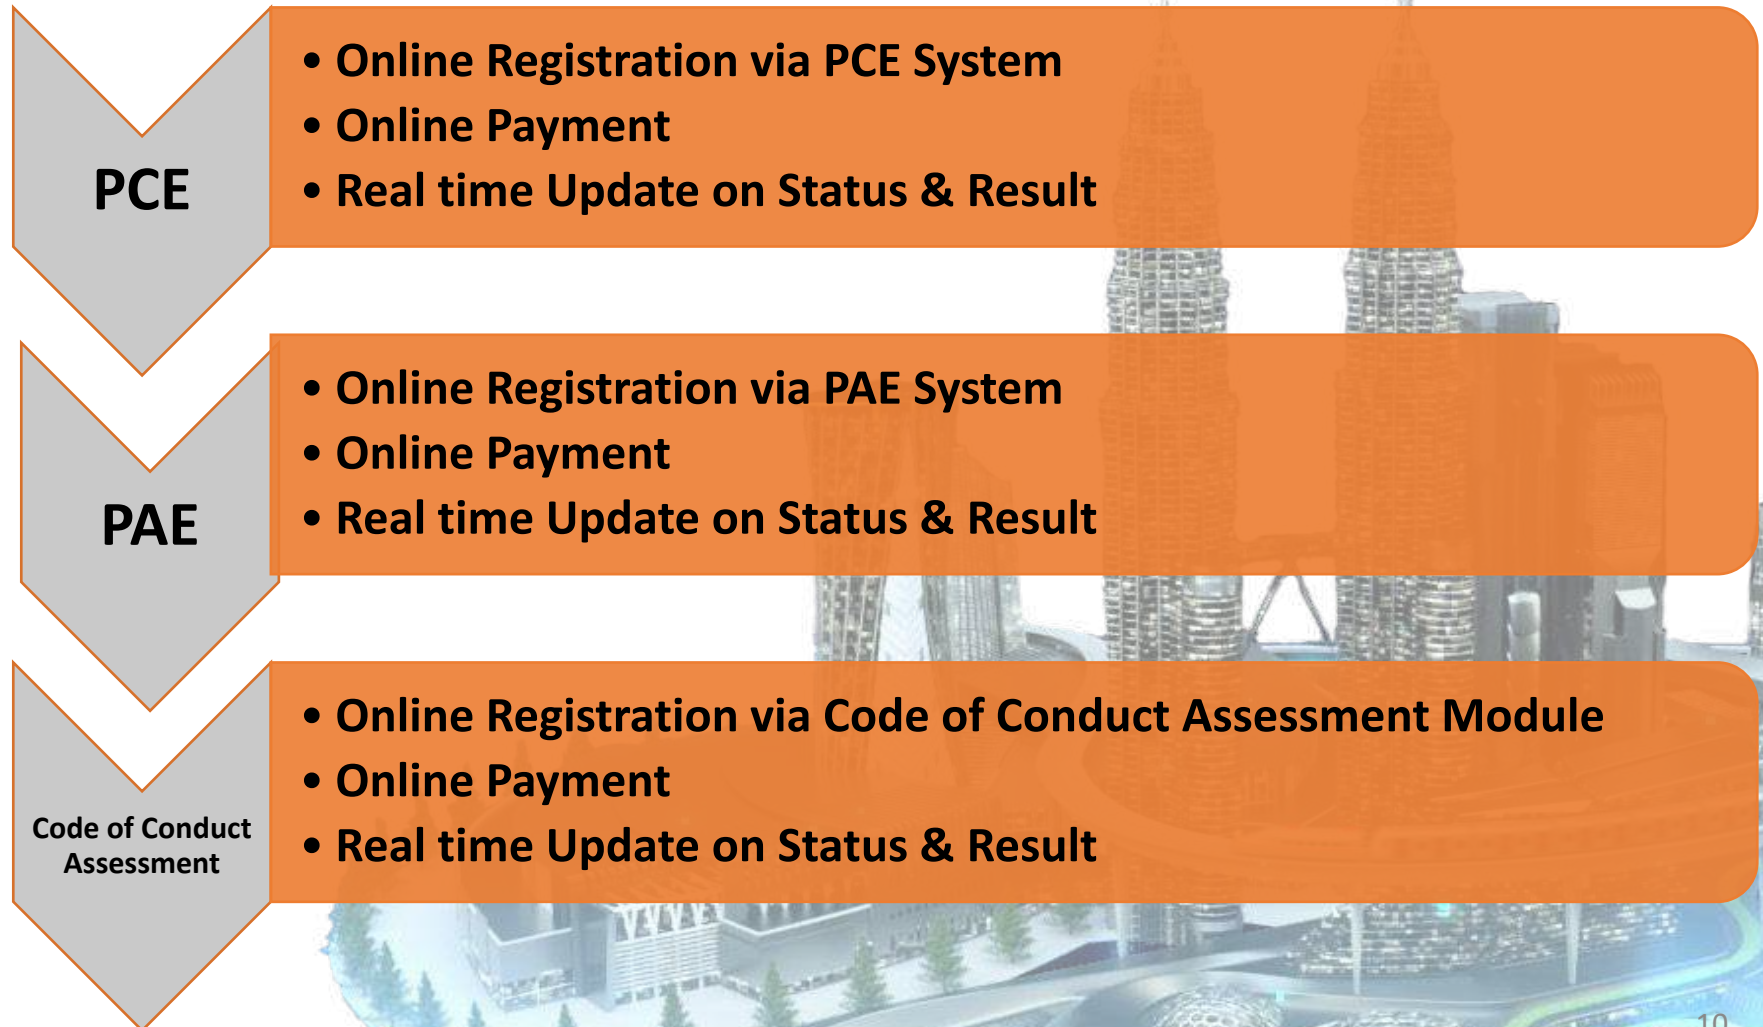 PCE
• Online Registration via PCE System
• Online Payment
• Real time Update on Status & Result
PAE
• Online Registration via PAE System
• Online Payment
• Real time Update on Status & Result
Code of Conduct
Assessment
• Online Registration via Code of Conduct Assessment Module
• Online Payment
• Real time Update on Status & Result
10